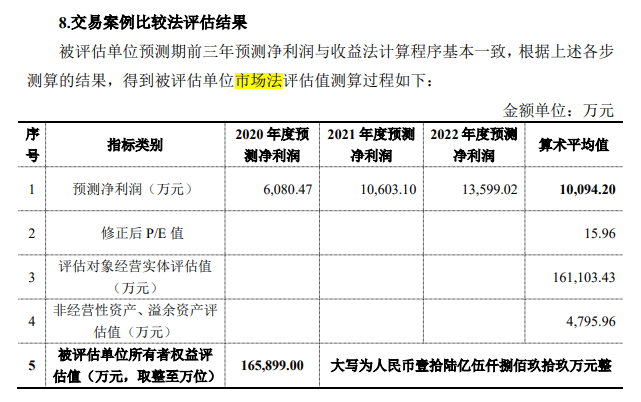 8.交易案例比较法评估结果
被评估单位预测期前三年预测净利润与收益法计算程序基本一致，根据上述各步
测算的结果，得到被评估单位市场法评估值测算过程如下：
金额单位：万元
序号 指标类别 2020 年度预测净利润 2021 年度预测净利润 2022 年度预测净利润 算术平均值
1 预测净利润（万元） 6,080.47 10,603.10 13,599.02 10,094.20
2 修正后 P/E 值 15.96
3 评估对象经营实体评估值（万元） 161,103.43
4 非经营性资产、溢余资产评估值（万元） 4,795.96
5 被评估单位所有者权益评估值（万元，取整至万位） 165,899.00 大写为人民币壹拾陆亿伍仟捌佰玖拾玖万元整